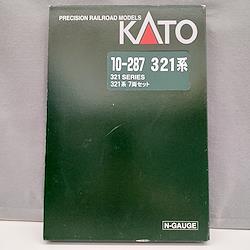 PRECISION RAILROAD MODELS
KATO
10-287 321系
321 SERIES
321系 7両セット
N-GAUGE